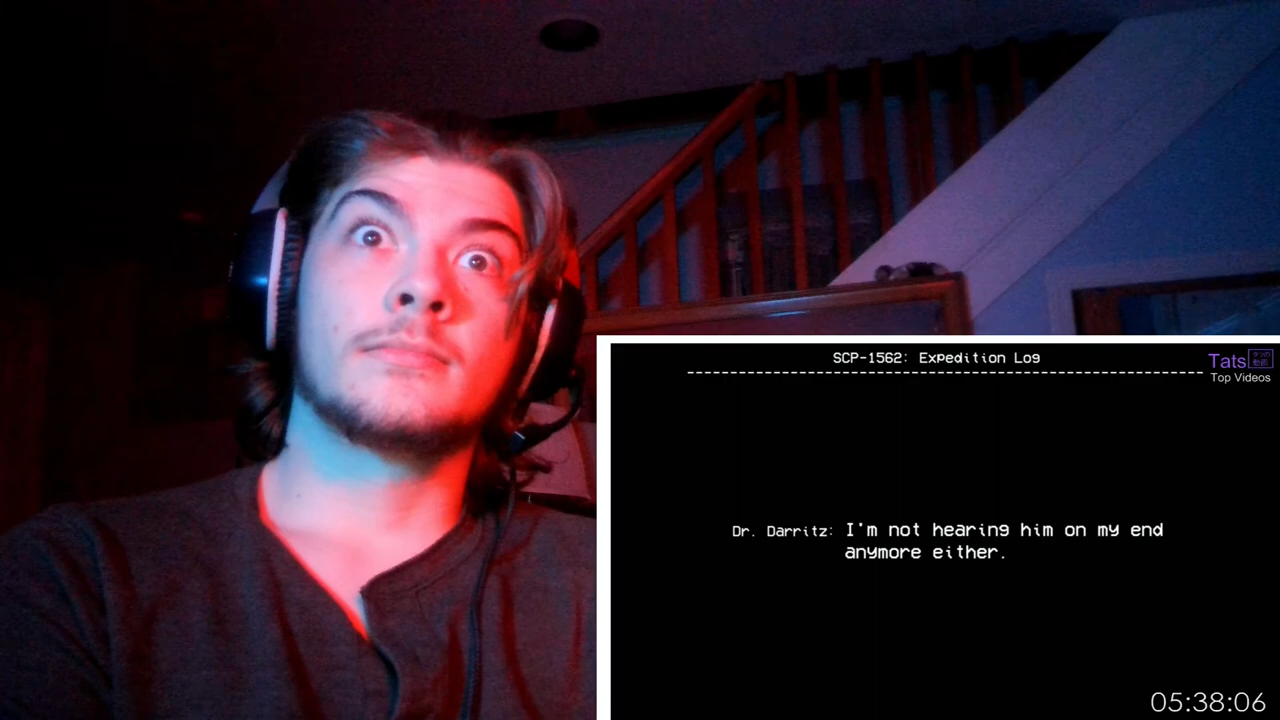 SCP-1562: Expedition Log
Tats
Top Videos
Dr. Darritz: I'm not hearing him on my end
anymore either.
05:38:06